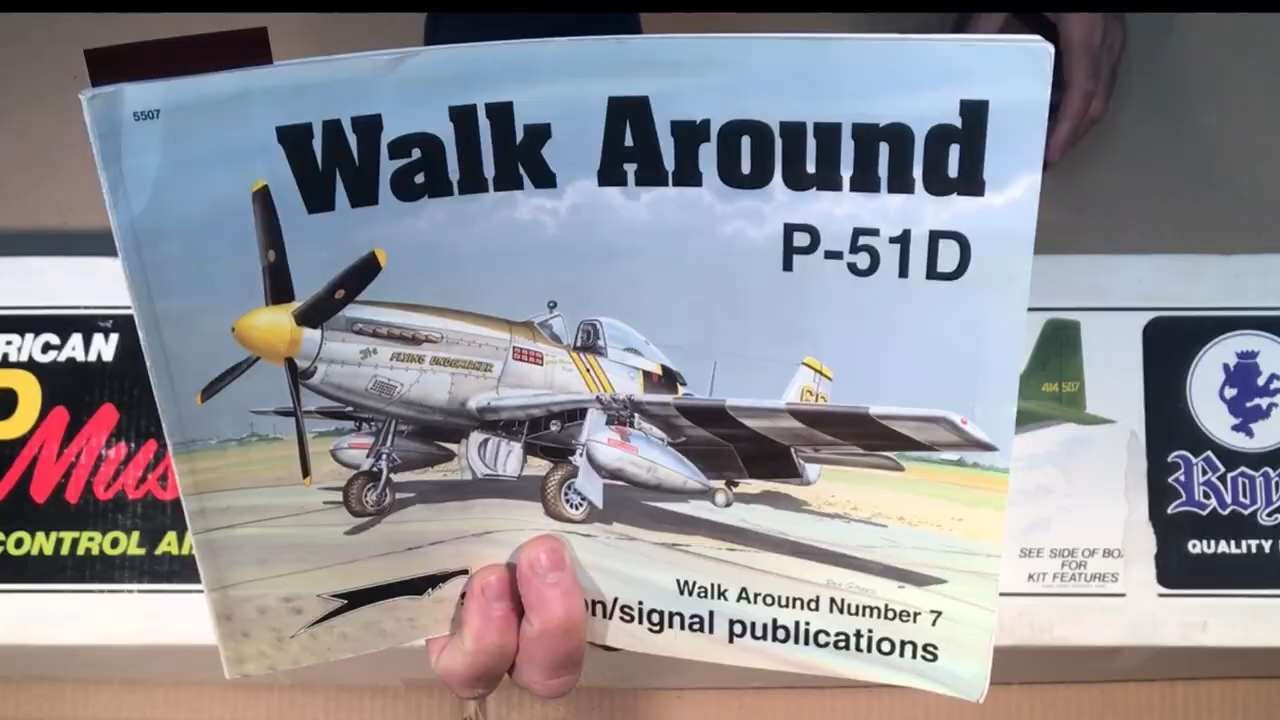 5507
Walk Around
P-51D
The FLYING UNDERTAKER
Walk Around Number 7
on/signal publications
RICAN
Mus
CONTROL AI
414 507
SEE SIDE OF BO
FOR
KIT FEATURES
Roy
QUALITY